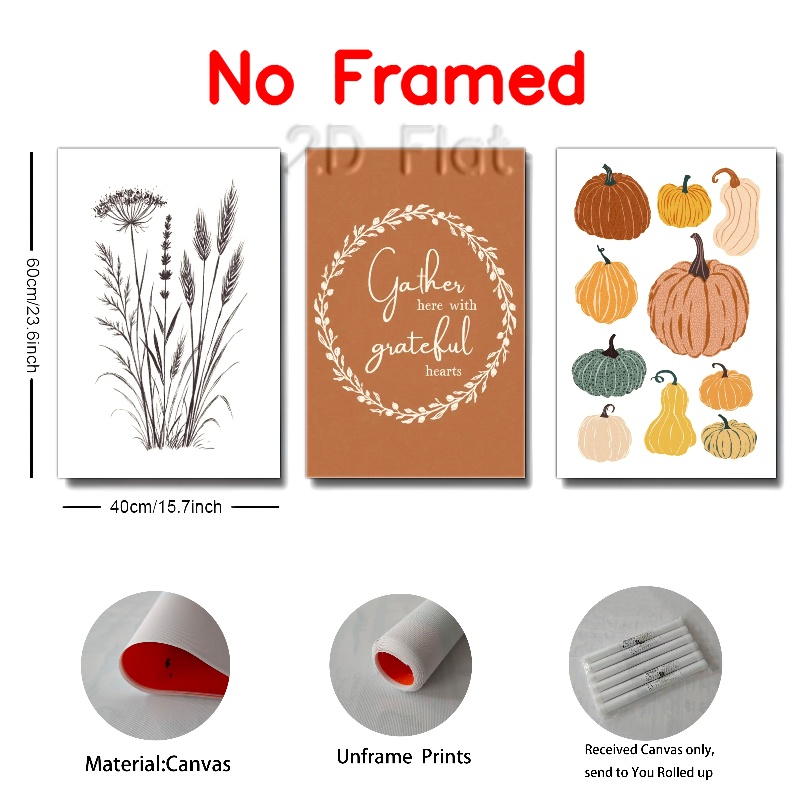 No Framed
2D Flat
60cm/23.6inch
Gather
here with
grateful
hearts
40cm/15.7inch
Material:Canvas
Unframe Prints
Received Canvas only,
send to You Rolled up